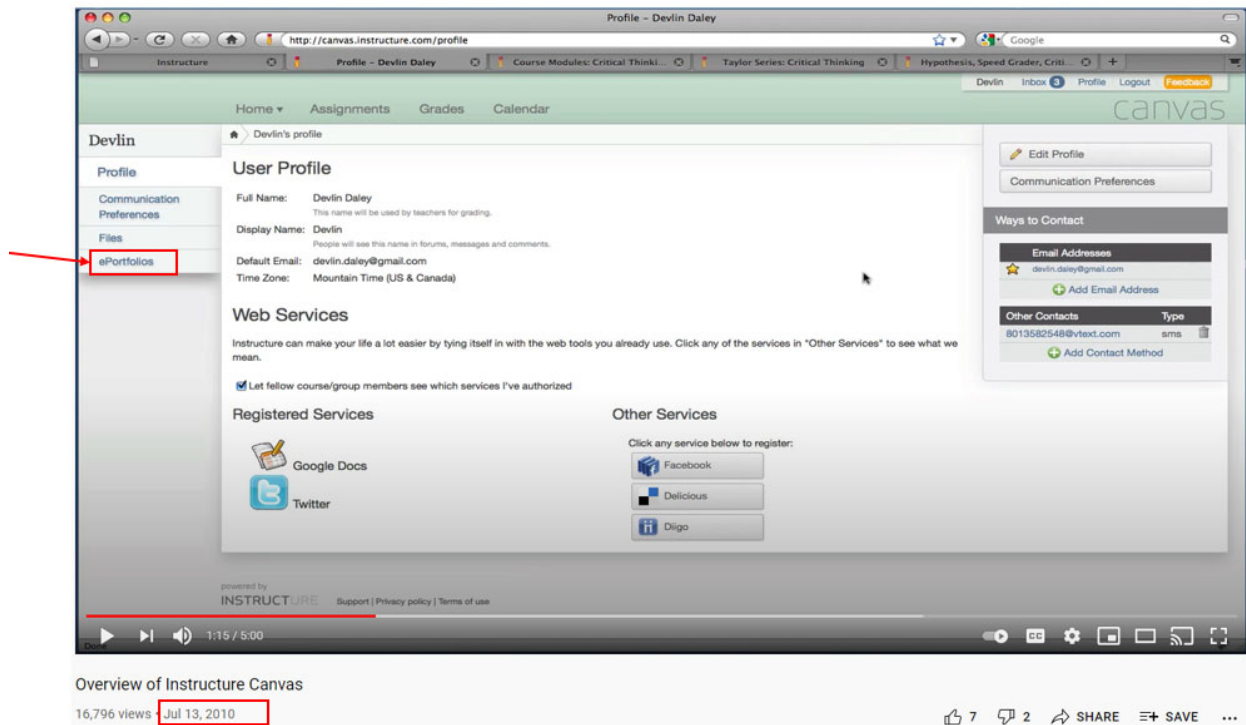 Profile – Devlin Daley
http://canvas.instructure.com/profile
Google
Instructure
Profile – Devlin Daley
Course Modules: Critical Thinki...
Taylor Series: Critical Thinking
Hypothesis, Speed Grader, Criti...
Devlin Inbox 3 Profile Logout Feedback
Home Assignments Grades Calendar
canvas
Devlin
Profile
Communication
Preferences
Files
ePortfolios
Devlin's profile
User Profile
Full Name: Devlin Daley
This name will be used by teachers for grading.
Display Name: Devlin
People will see this name in forums, messages and comments.
Default Email: devlin.daley@gmail.com
Time Zone: Mountain Time (US & Canada)
Web Services
Instructure can make your life a lot easier by tying itself in with the web tools you already use. Click any of the services in "Other Services" to see what we
mean.
Let fellow course/group members see which services I've authorized
Registered Services
Google Docs
Twitter
Other Services
Click any service below to register:
Facebook
Delicious
Diigo
Edit Profile
Communication Preferences
Ways to Contact
Email Addresses
devlin.daley@gmail.com
Add Email Address
Other Contacts Type
8013582548@vtext.com sms
Add Contact Method
powered by
INSTRUCTURE Support | Privacy policy | Terms of use
1:15 / 5:00
CC
Done
Overview of Instructure Canvas
16,796 views • Jul 13, 2010
7 2 SHARE SAVE